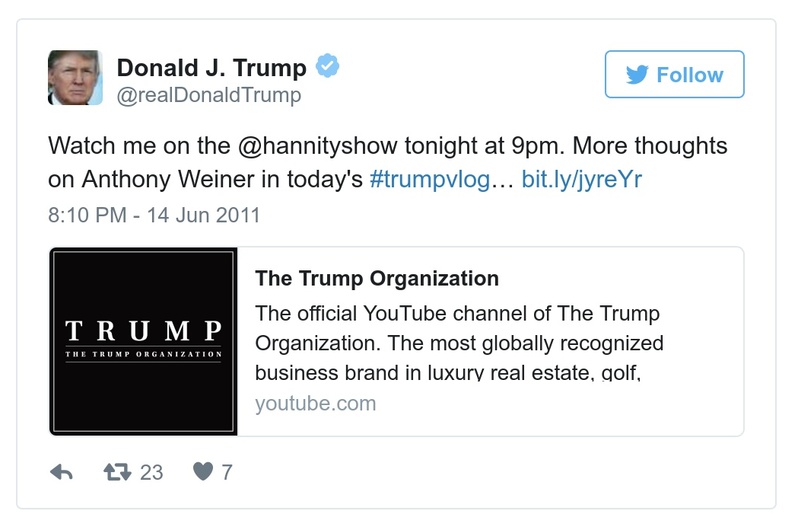 Donald J. Trump
@realDonaldTrump
Follow
Watch me on the @hannityshow tonight at 9pm. More thoughts
on Anthony Weiner in today's #trumpvlog… bit.ly/jyreYr
8:10 PM - 14 Jun 2011
TRUMP
THE TRUMP ORGANIZATION
The Trump Organization
The official YouTube channel of The Trump
Organization. The most globally recognized
business brand in luxury real estate, golf,
youtube.com
23
7